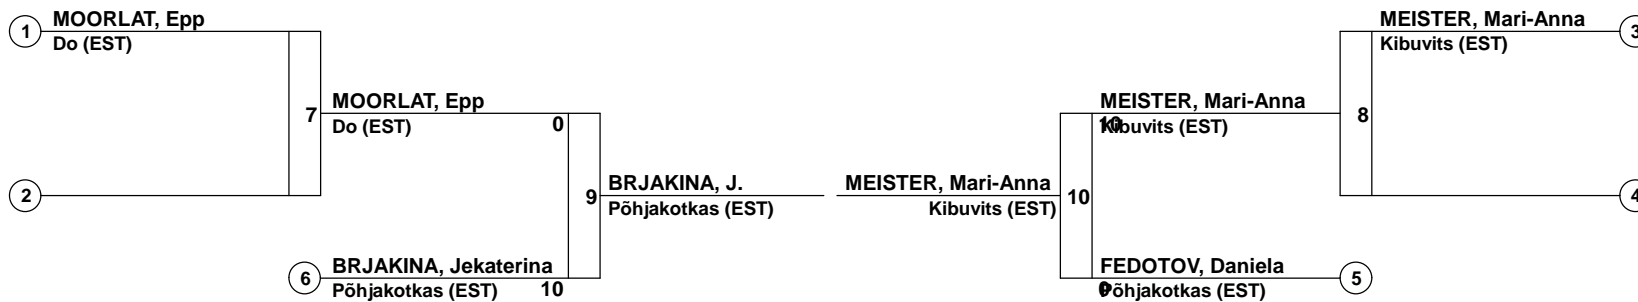 1
MOORLAT, Epp
Do (EST)
2
7
MOORLAT, Epp
Do (EST)
0
6
BRJAKINA, Jekaterina
Põhjakotkas (EST)
10
9
BRJAKINA, J.
Põhjakotkas (EST)
MEISTER, Mari-Anna
Kibuvits (EST)
10
MEISTER, Mari-Anna
10
Kibuvits (EST)
FEDOTOV, Daniela
0
Põhjakotkas (EST)
5
8
MEISTER, Mari-Anna
Kibuvits (EST)
3
4